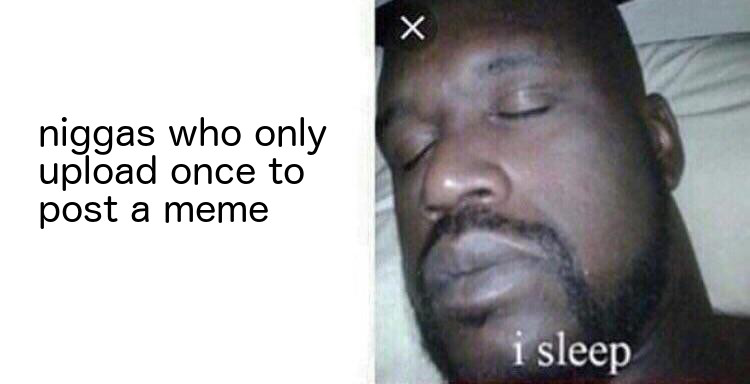 niggas who only
upload once to
post a meme
i sleep